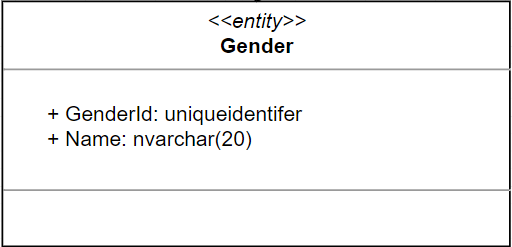 <<entity>>
Gender
+ GenderId: uniqueidentifer
+ Name: nvarchar(20)